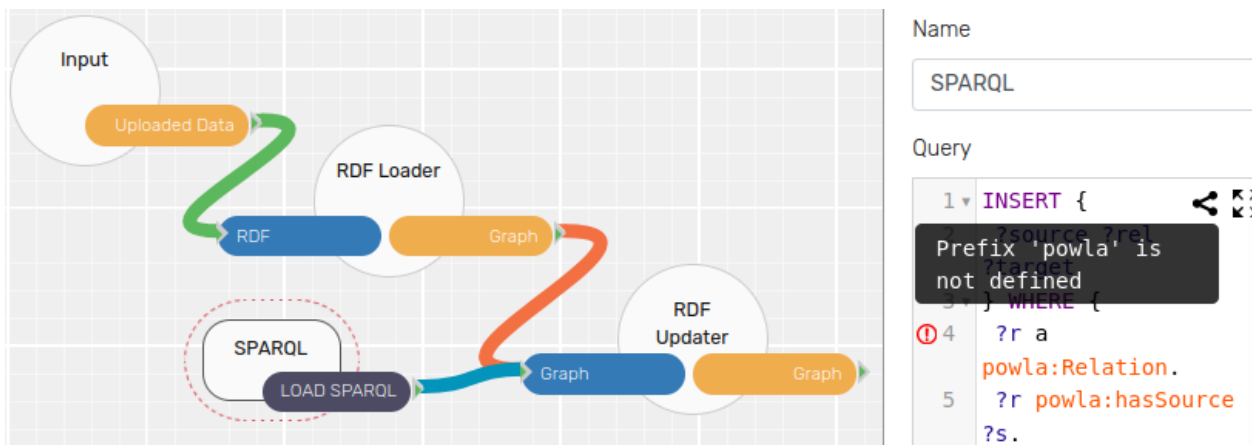 Input
Uploaded Data
RDF Loader
RDF
Graph
SPARQL
LOAD SPARQL
RDF
Updater
Graph
Graph
Name
SPARQL
Query
1 INSERT {
2 ?source ?rel
?target
3 } WHERE {
Prefix 'powla' is
not defined
4 ?r a
powla:Relation.
5 ?r powla:hasSource
?s.